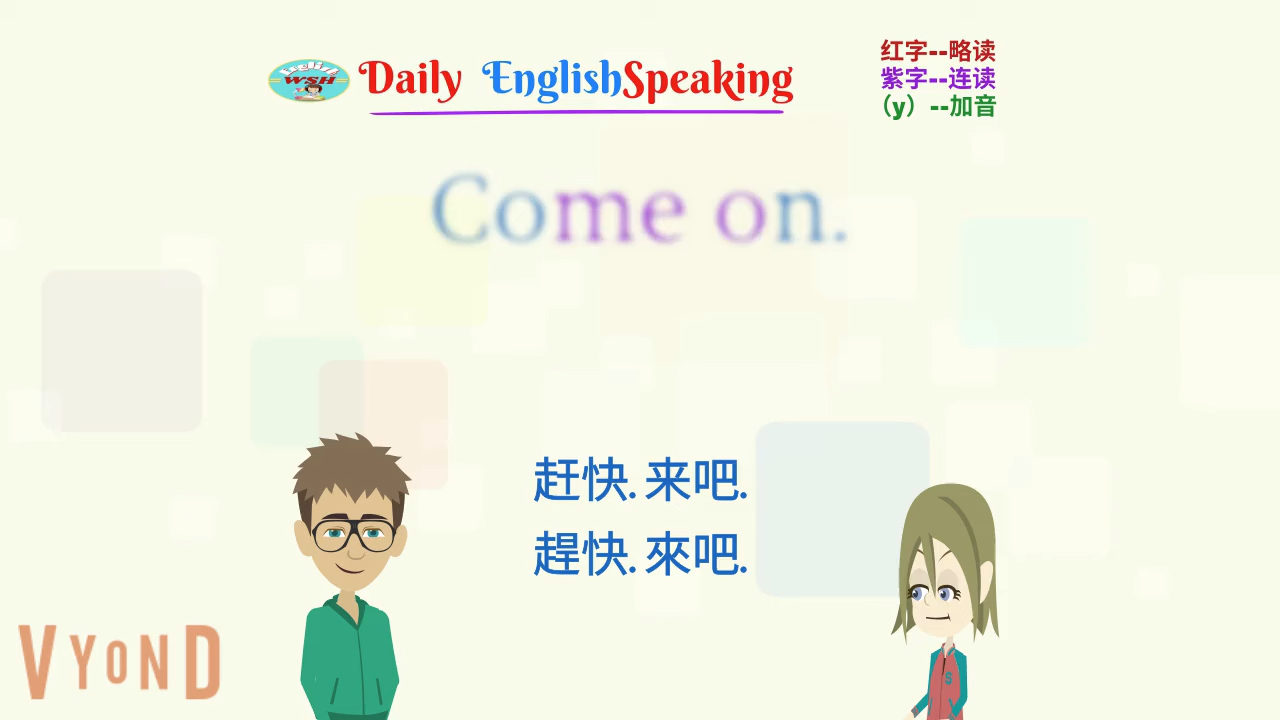 WSH
Daily EnglishSpeaking
红字--略读
紫字--连读
（y）--加音
Come on.
赶快. 来吧.
趕快. 來吧.
VYOND
S